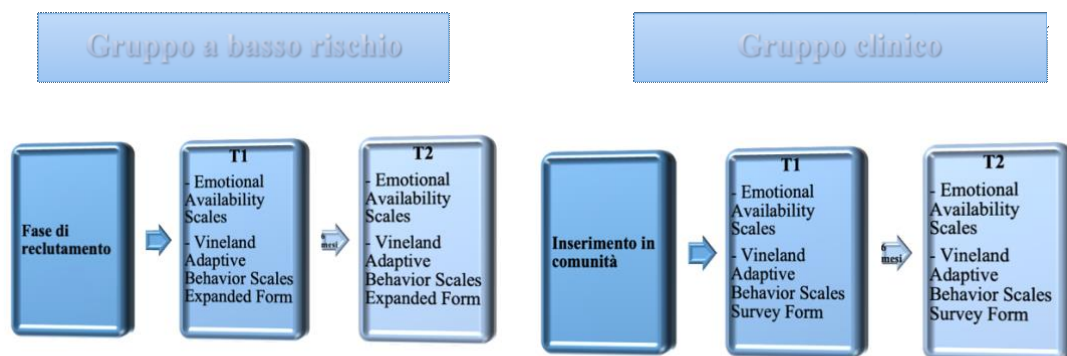 Gruppo a basso rischio
Gruppo clinico
Fase di
reclutamento
T1
- Emotional
Availability
Scales
- Vineland
Adaptive
Behavior Scales
Expanded Form
6
mesi
T2
- Emotional
Availability
Scales
- Vineland
Adaptive
Behavior Scales
Expanded Form
Inserimento in
comunità
T1
- Emotional
Availability
Scales
- Vineland
Adaptive
Behavior Scales
Survey Form
6
mesi
T2
- Emotional
Availability
Scales
- Vineland
Adaptive
Behavior Scales
Survey Form